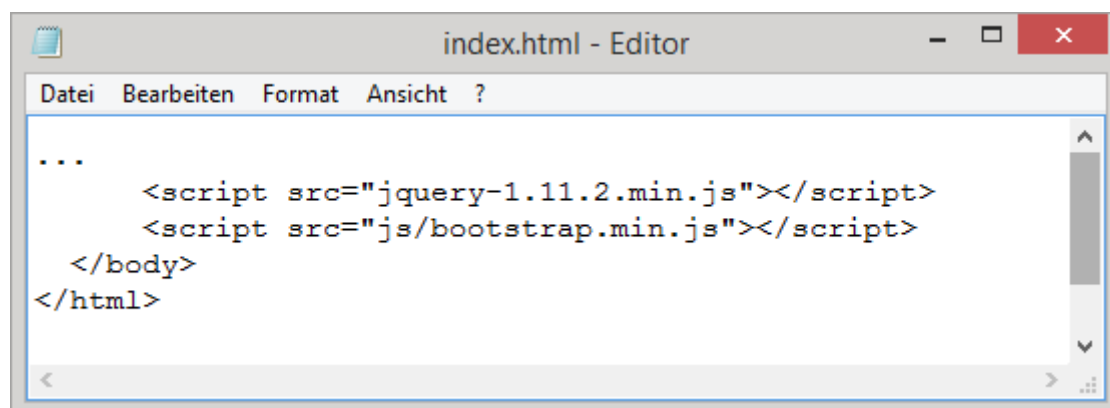 index.html - Editor
Datei Bearbeiten Format Ansicht ?
...
<script src="jquery-1.11.2.min.js"></script>
<script src="js/bootstrap.min.js"></script>
</body>
</html>